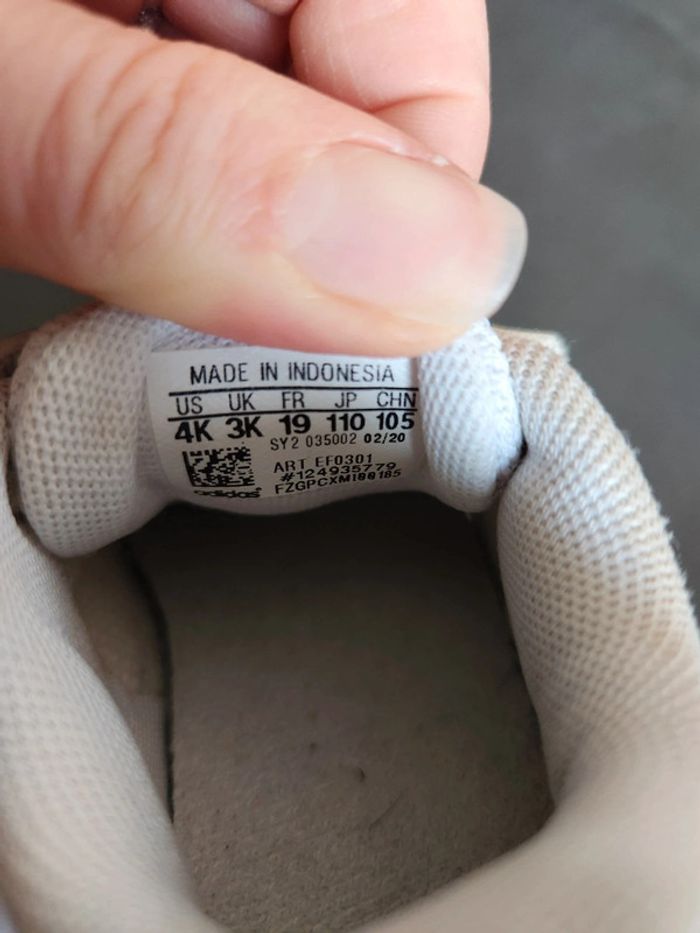 MADE IN INDONESIA
US UK FR JP CHN
4K 3K 19 110 105
SY2 035002 02/20
ART EF0301
#124935779
FZGPCXMI00185
adidas